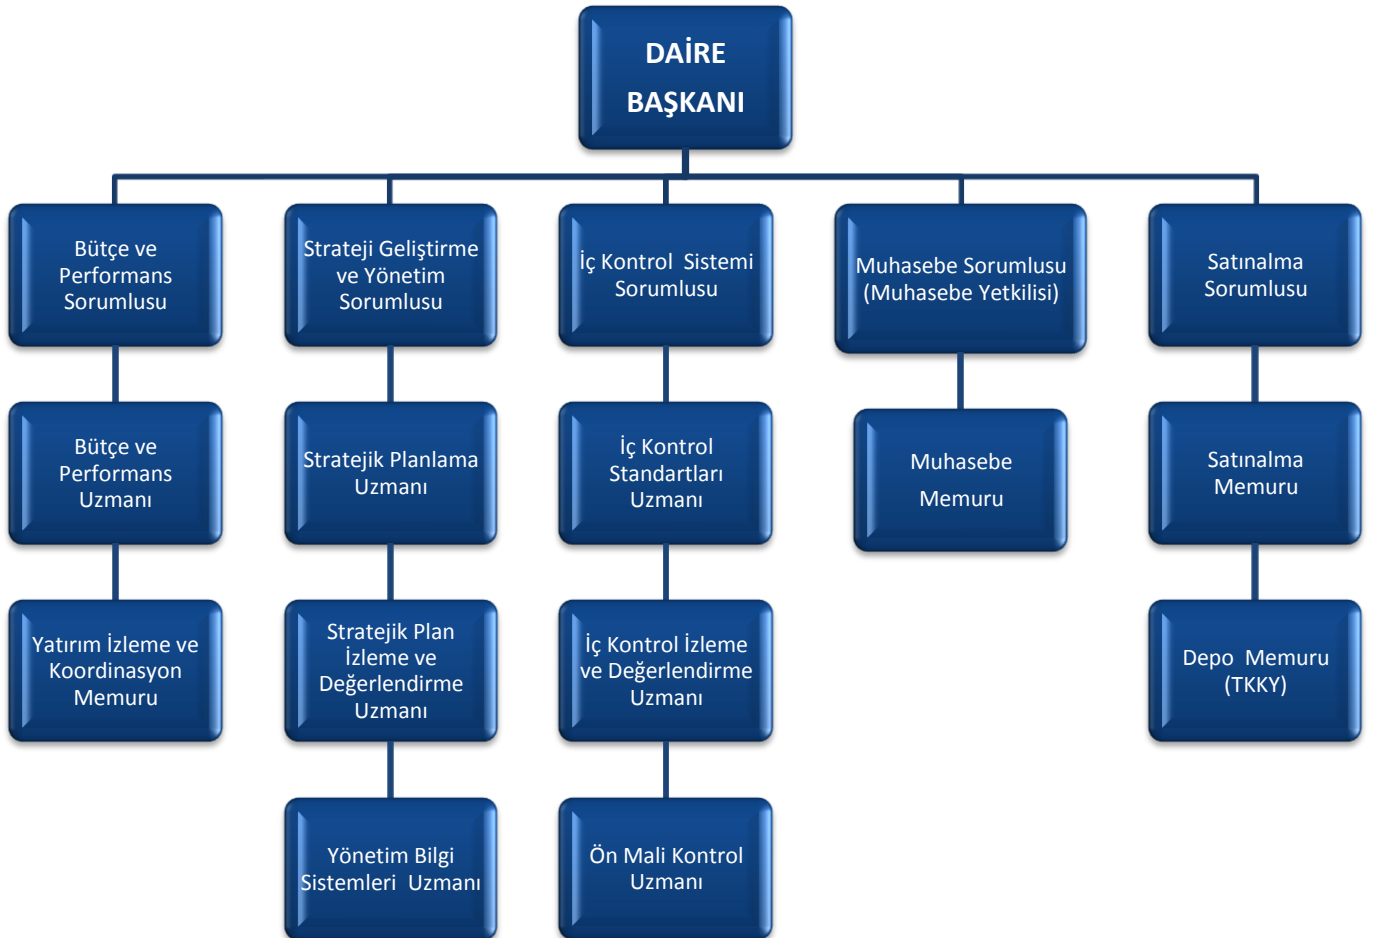 DAİRE
BAŞKANI
Bütçe ve
Performans
Sorumlusu
Strateji Geliştirme
ve Yönetim
Sorumlusu
İç Kontrol  Sistemi
Sorumlusu
Muhasebe Sorumlusu
(Muhasebe Yetkilisi)
Satınalma
Sorumlusu
Bütçe ve
Performans
Uzmanı
Stratejik Planlama
Uzmanı
İç Kontrol
Standartları
Uzmanı
Muhasebe
Memuru
Satınalma
Memuru
Yatırım İzleme ve
Koordinasyon
Memuru
Stratejik Plan
İzleme ve
Değerlendirme
Uzmanı
İç Kontrol İzleme
ve Değerlendirme
Uzmanı
Depo  Memuru
(TKKY)
Yönetim Bilgi
Sistemleri  Uzmanı
Ön Mali Kontrol
Uzmanı